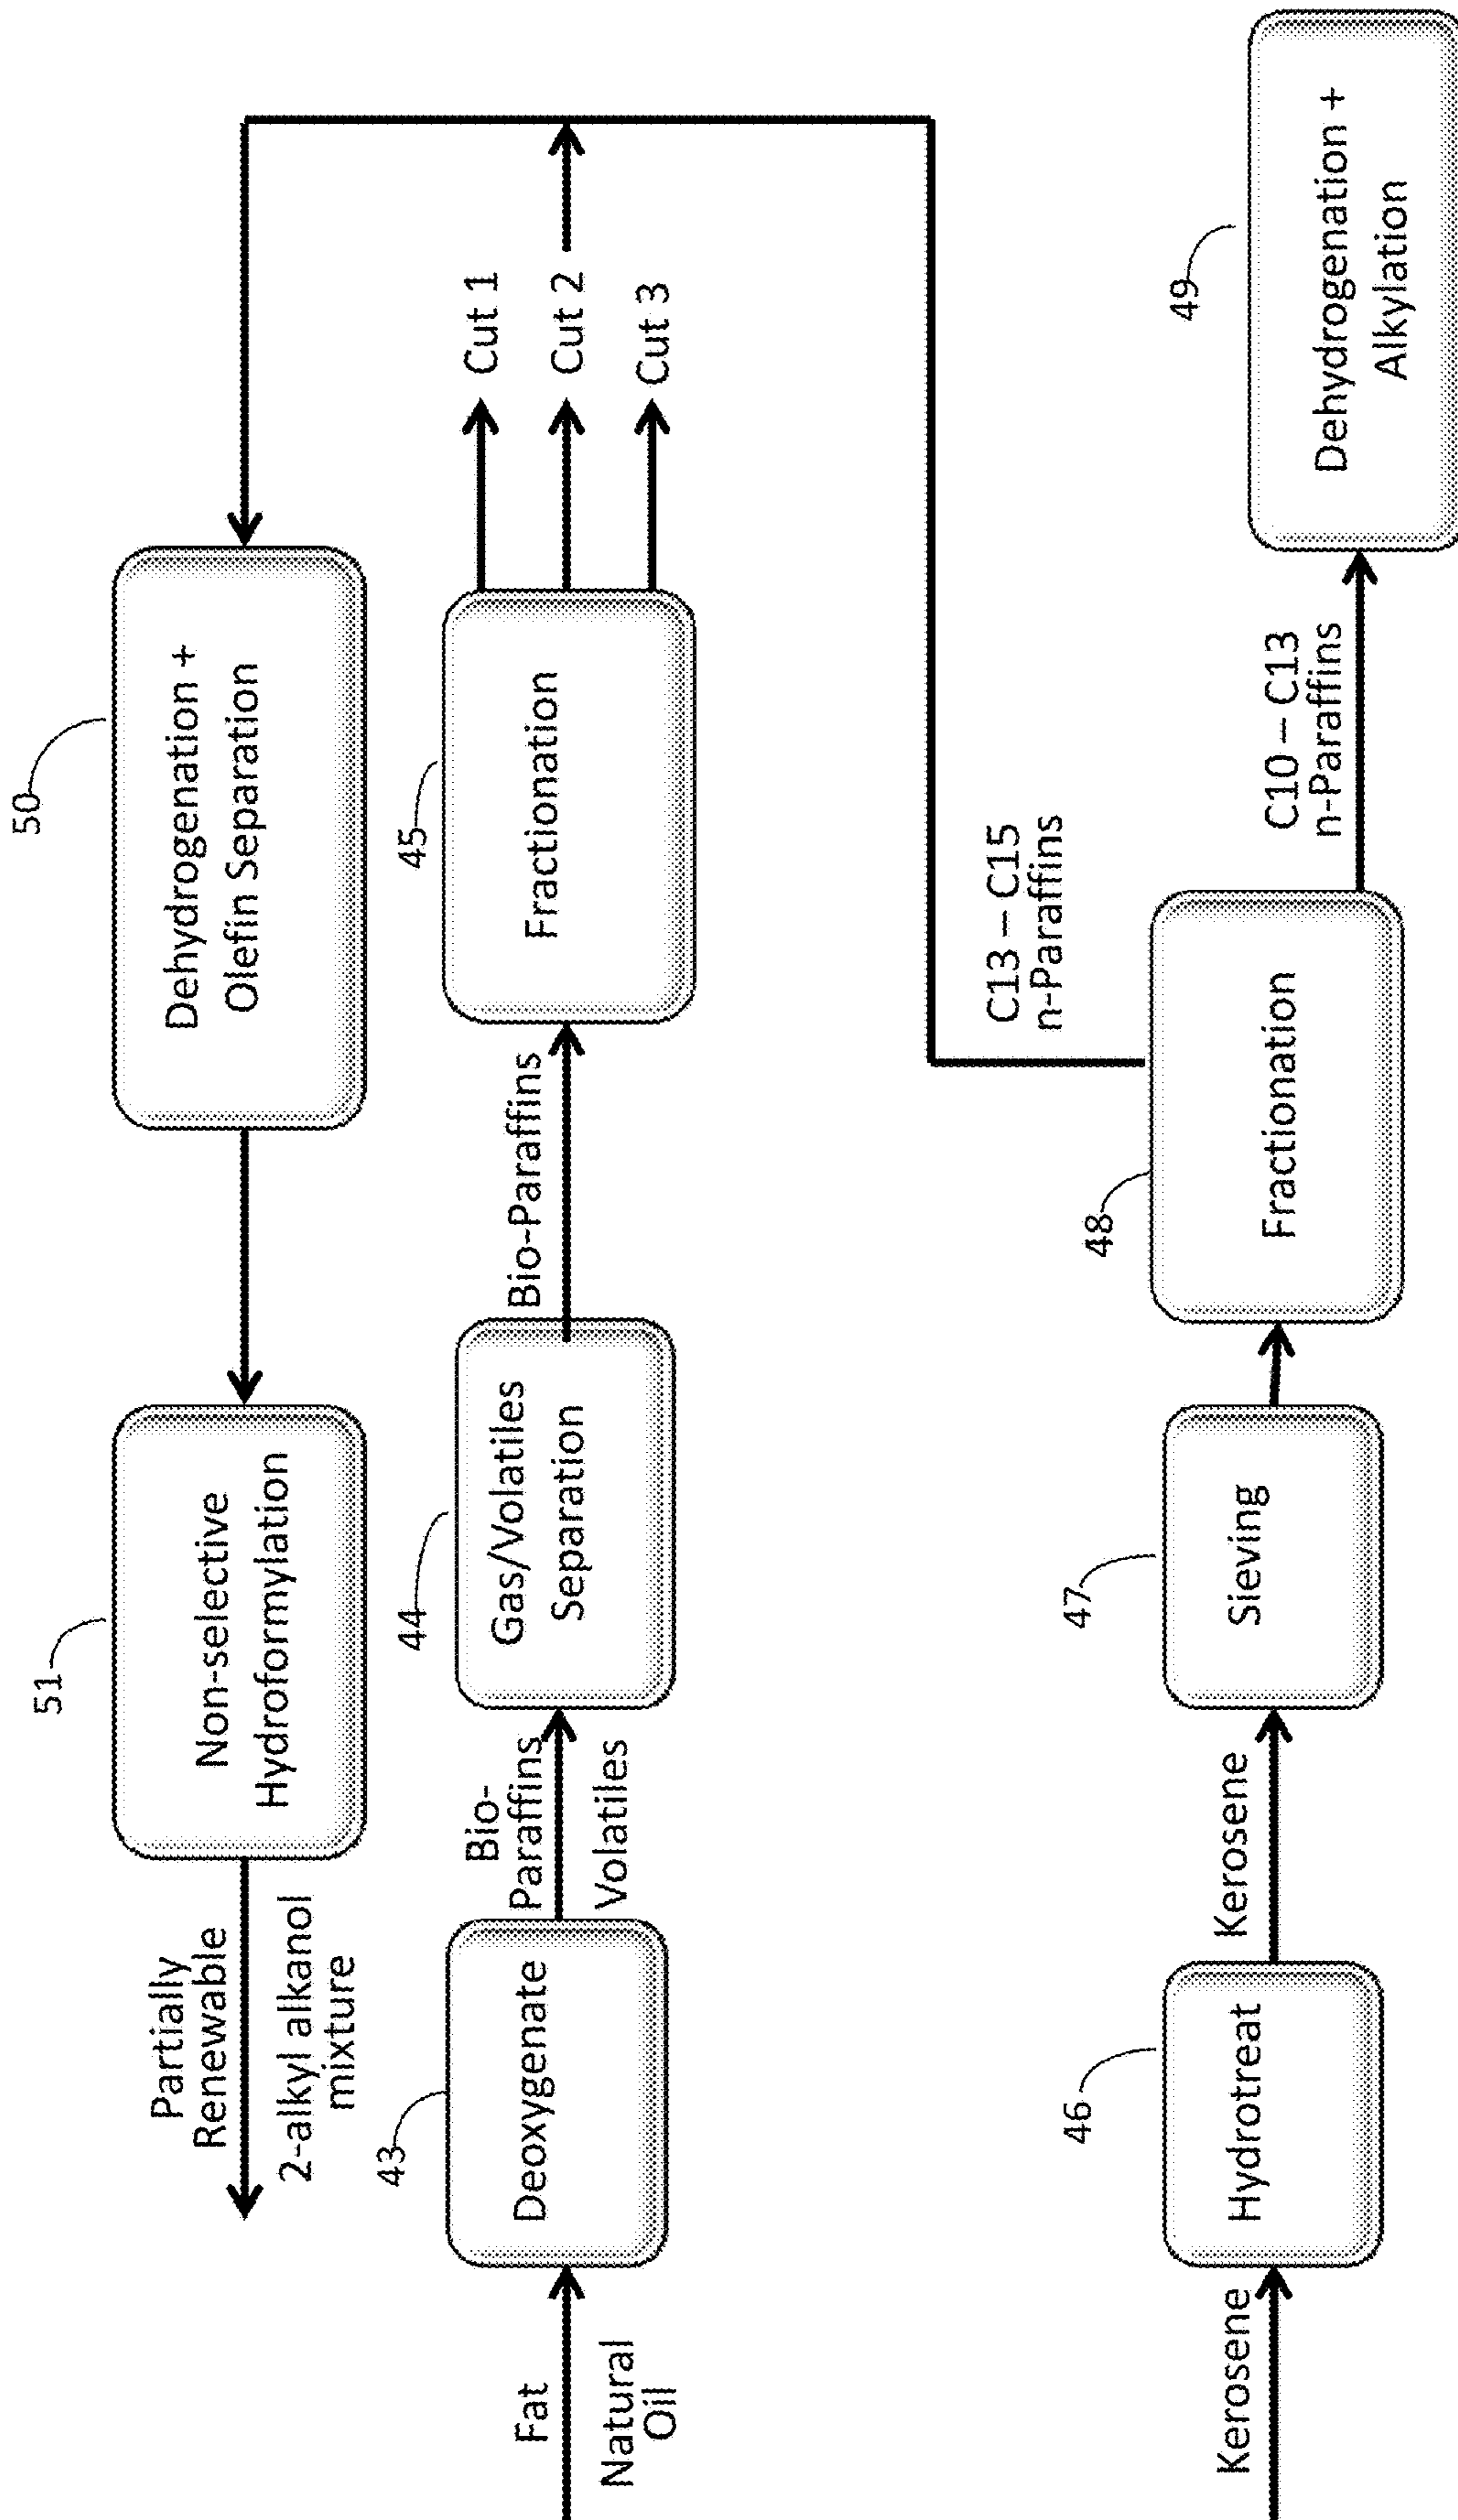 50
Dehydrogenation +
Olefin Separation
51
Non-selective
Hydroformylation
Partially
Renewable
2-alkyl alkanol
mixture
Fat
Natural
Oil
43
Deoxygenate
Bio-
Paraffins
Volatiles
44
Gas/Volatiles
Separation
Bio-Paraffins
45
Fractionation
Cut 1
Cut 2
Cut 3
Kerosene
46
Hydrotreat
Kerosene
47
Sieving
48
Fractionation
C13 – C15
n-Paraffins
C10 – C13
n-Paraffins
49
Dehydrogenation +
Alkylation